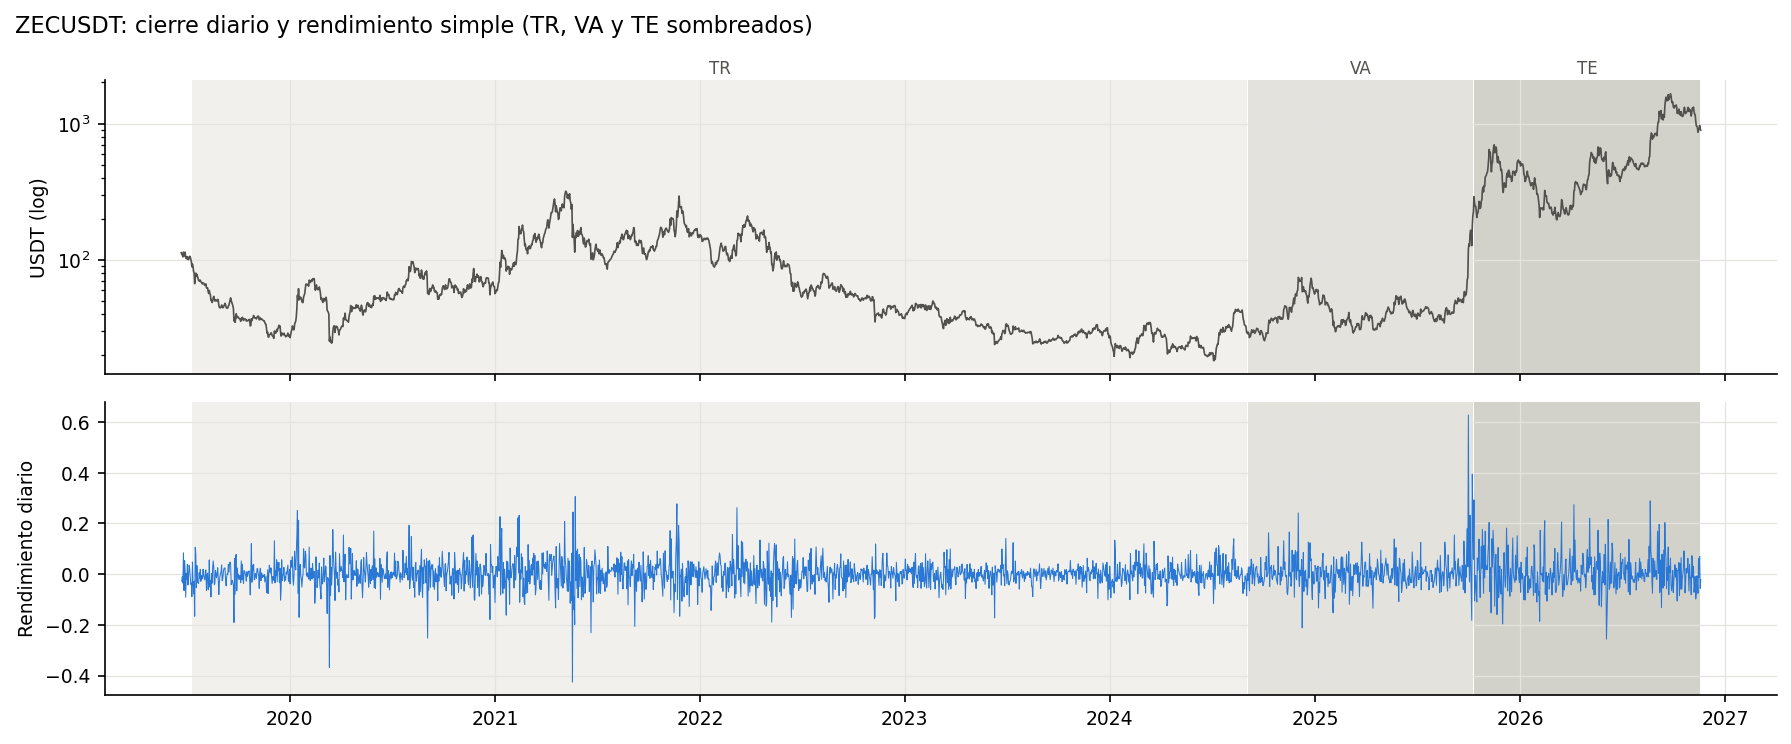 ZECUSDT: cierre diario y rendimiento simple (TR, VA y TE sombreados)
TR VA TE
USDT (log)
10³
10²
Rendimiento diario
0.6
0.4
0.2
0.0
−0.2
−0.4
2020 2021 2022 2023 2024 2025 2026 2027